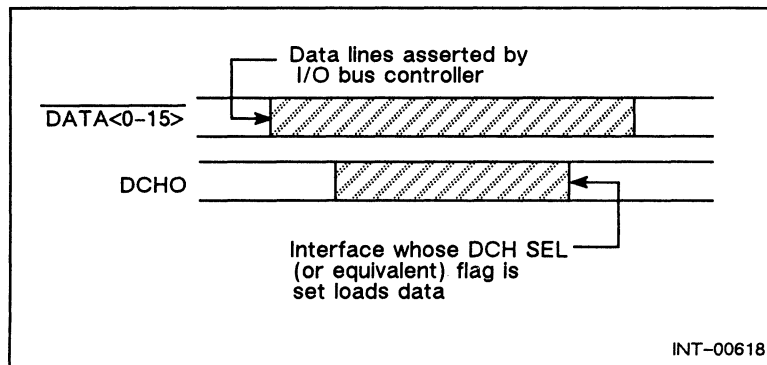 Data lines asserted by
I/O bus controller
DATA<0-15>
DCHO
Interface whose DCH SEL
(or equivalent) flag is
set loads data
INT-00618